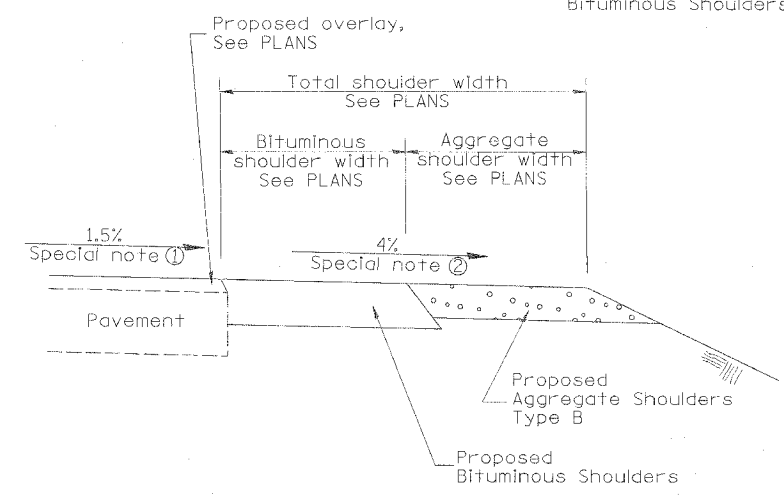 Bituminous Shoulders
Proposed overlay,
See PLANS
Total shoulder width
See PLANS
Bituminous
shoulder width
See PLANS
Aggregate
shoulder width
See PLANS
1.5%
Special note ①
4%
Special note ②
Pavement
Proposed
Aggregate Shoulders
Type B
Proposed
Bituminous Shoulders